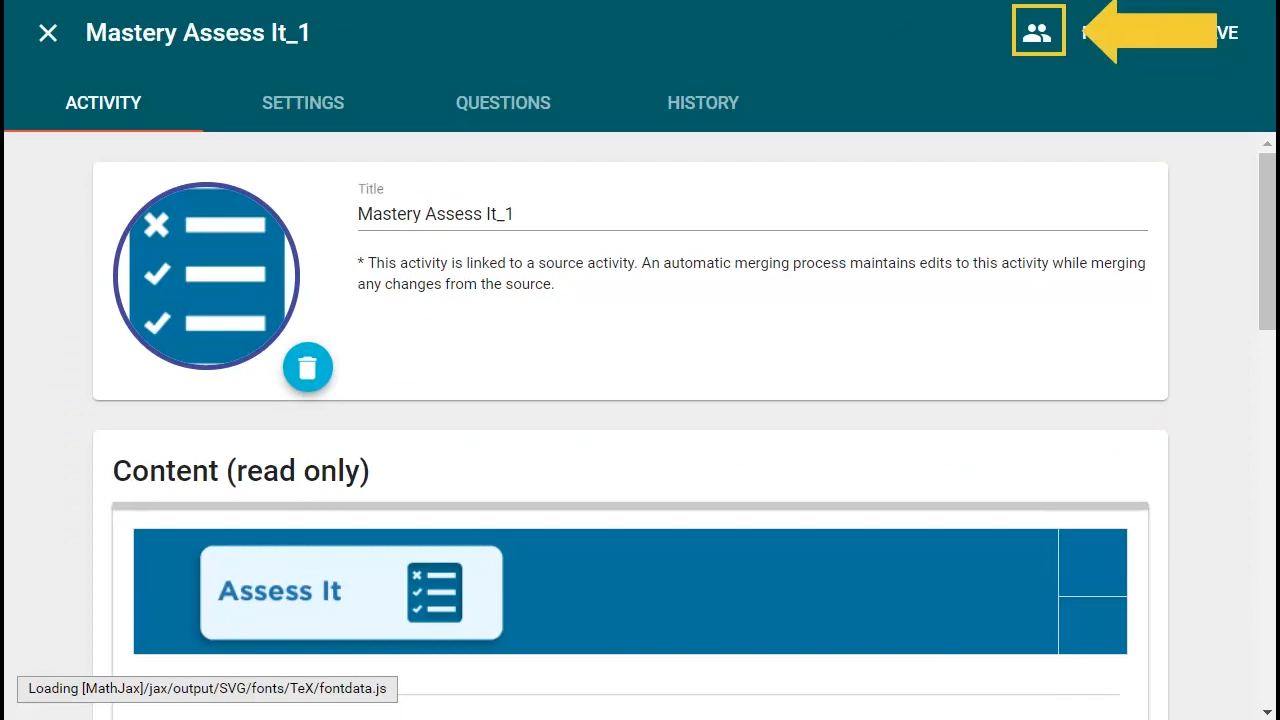 Mastery Assess It_1
VE
ACTIVITY
SETTINGS
QUESTIONS
HISTORY
Title
Mastery Assess It_1
* This activity is linked to a source activity. An automatic merging process maintains edits to this activity while merging
any changes from the source.
Content (read only)
Assess It
Loading [MathJax]/jax/output/SVG/fonts/TeX/fontdata.js